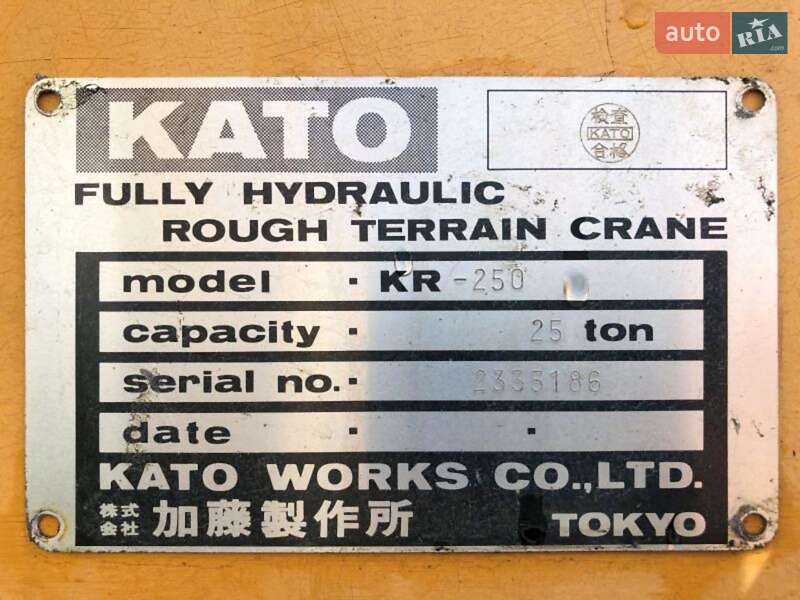 auto RIA.com
KATO
検査
KATO
合格
FULLY HYDRAULIC
ROUGH TERRAIN CRANE
model · KR-250
capacity · 25 ton
serial no.· 2335186
date · ·
KATO WORKS CO.,LTD.
株式会社 加藤製作所 TOKYO